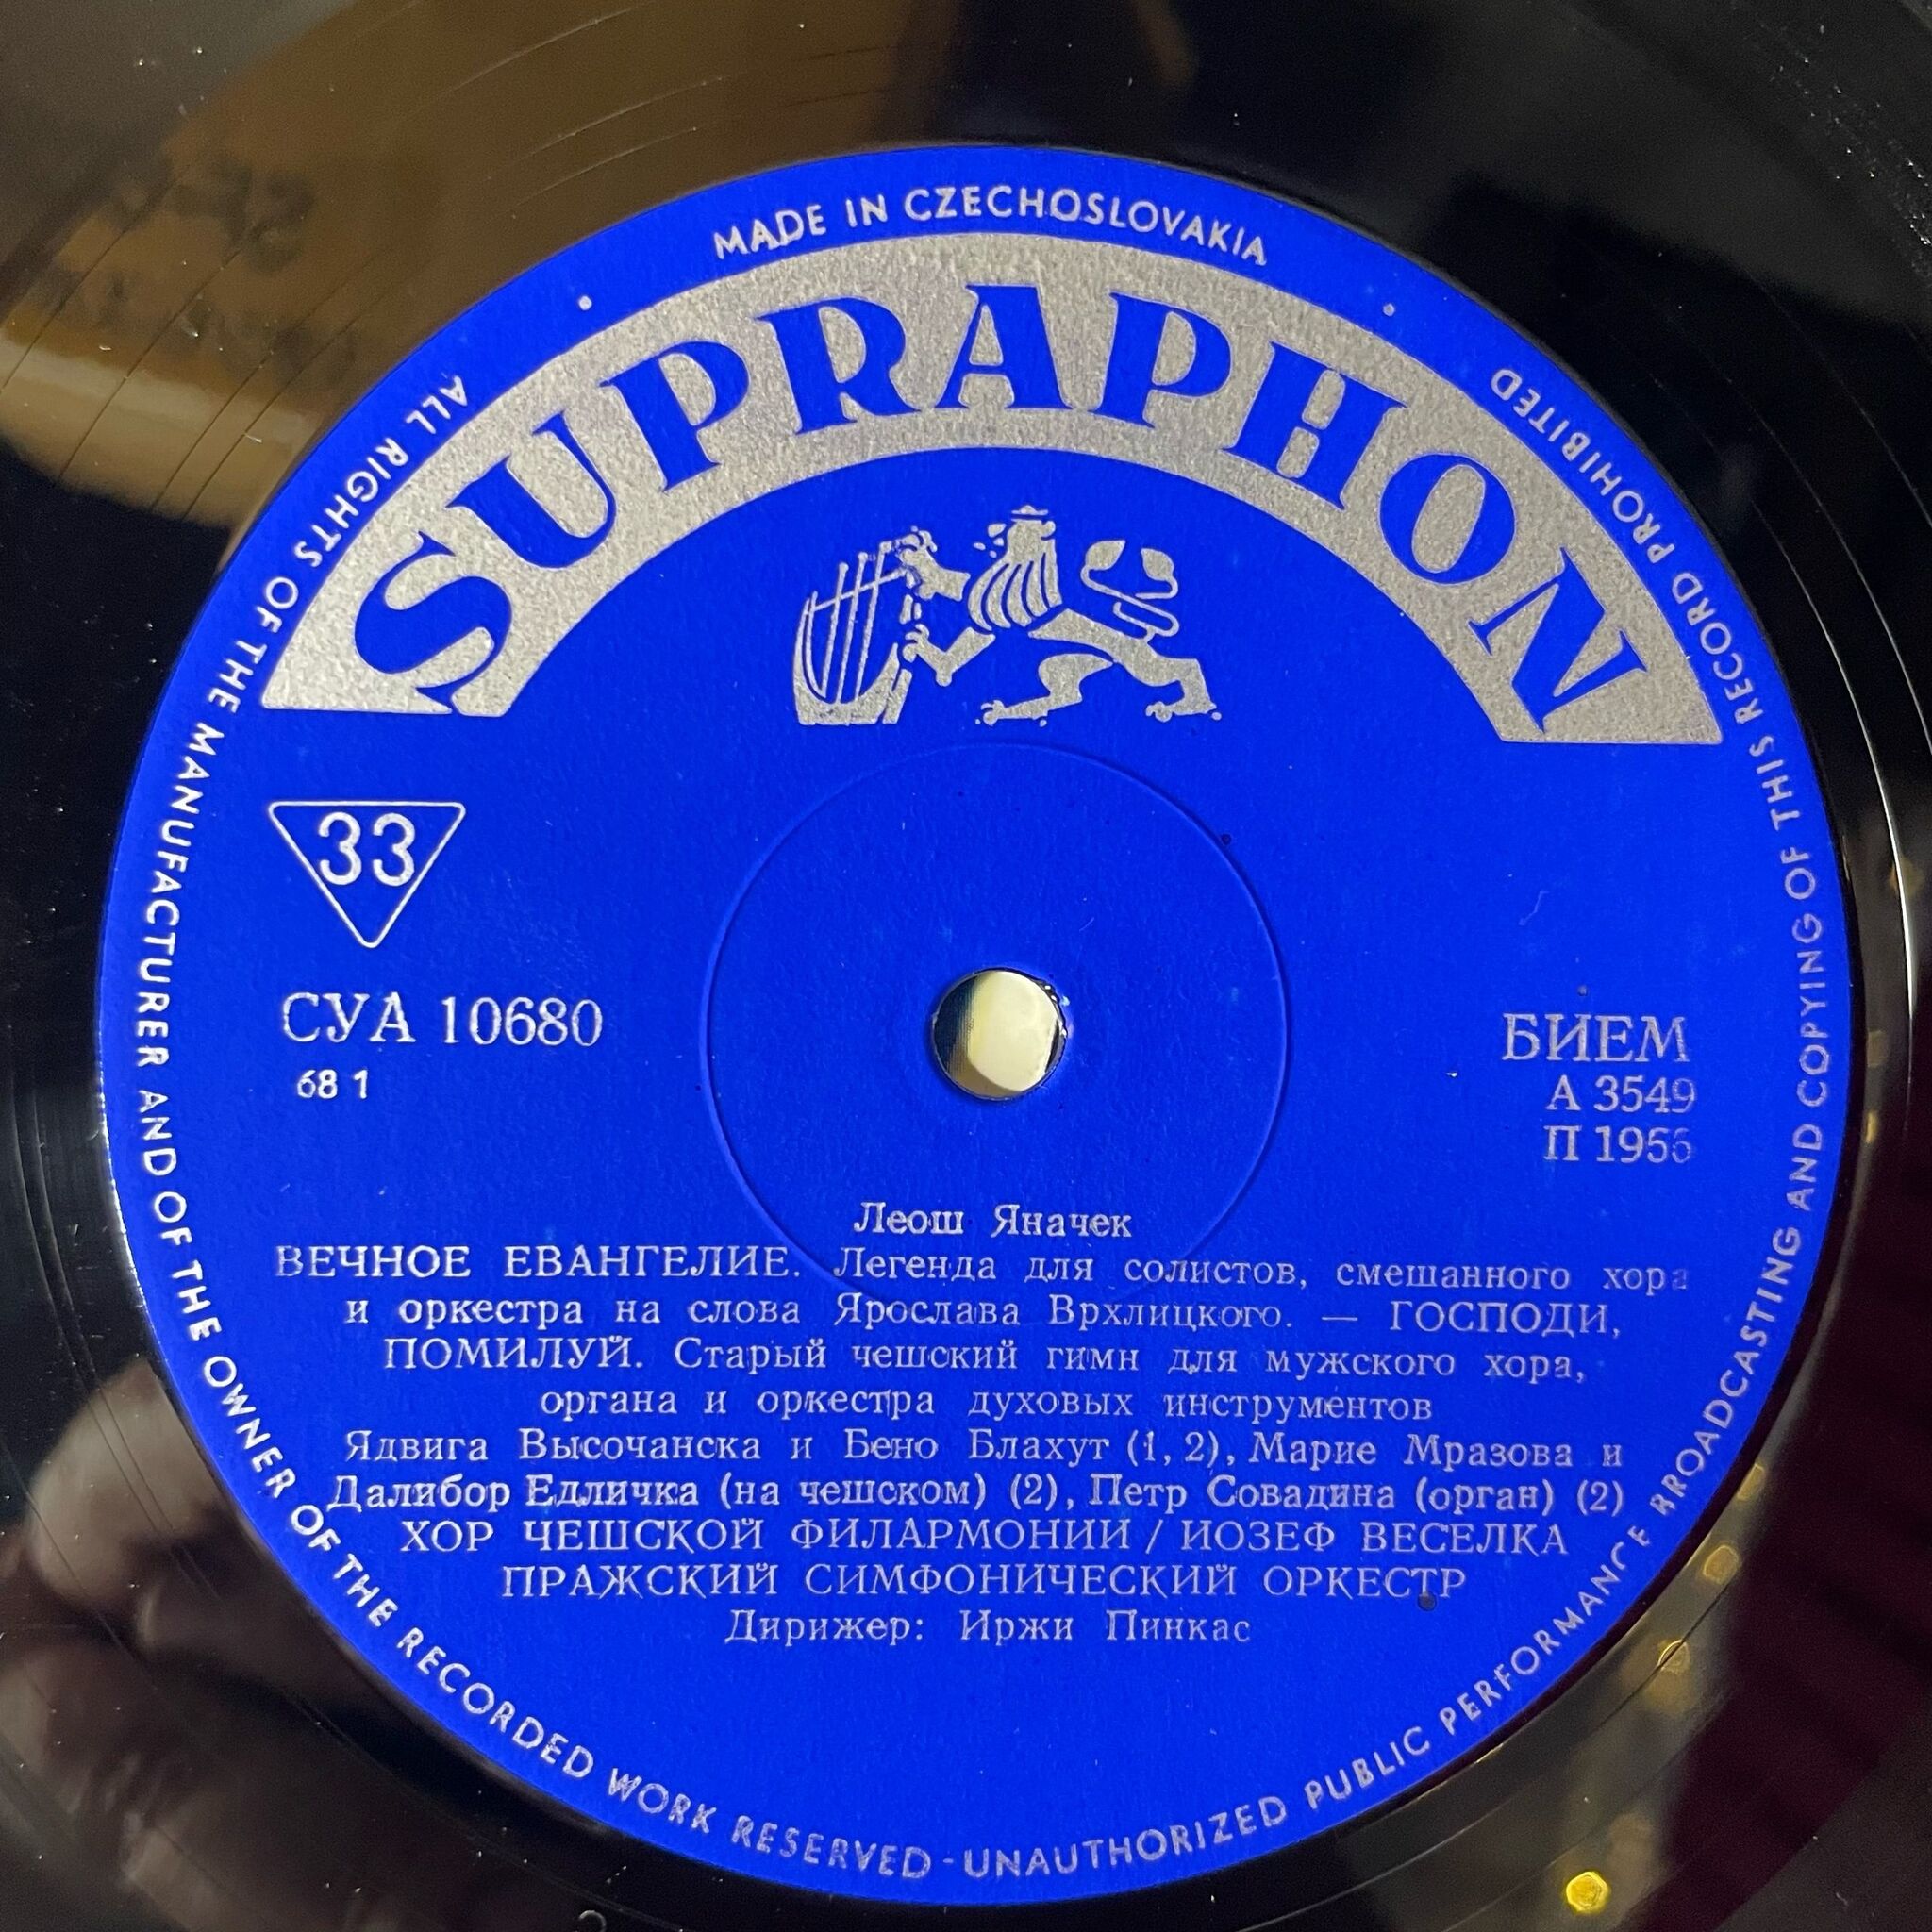 MADE IN CZECHOSLOVAKIA
SUPRAPHON
33
СУА 10680
68 1
БИЕМ
А 3549
П 1956
Леош Яначек
ВЕЧНОЕ ЕВАНГЕЛИЕ. Легенда для солистов, смешанного хора
и оркестра на слова Ярослава Врхлицкого. — ГОСПОДИ,
ПОМИЛУЙ. Старый чешский гимн для мужского хора,
органа и оркестра духовых инструментов
Ядвига Высочанска и Бено Блахут (1, 2), Марие Мразова и
Далибор Едличка (на чешском) (2), Петр Совадина (орган) (2)
ХОР ЧЕШСКОЙ ФИЛАРМОНИИ / ИОЗЕФ ВЕСЕЛКА
ПРАЖСКИЙ СИМФОНИЧЕСКИЙ ОРКЕСТР
Дирижер: Иржи Пинкас
ALL RIGHTS OF THE MANUFACTURER AND OF THE OWNER OF THE RECORDED WORK RESERVED - UNAUTHORIZED PUBLIC PERFORMANCE BROADCASTING AND COPYING OF THIS RECORD PROHIBITED